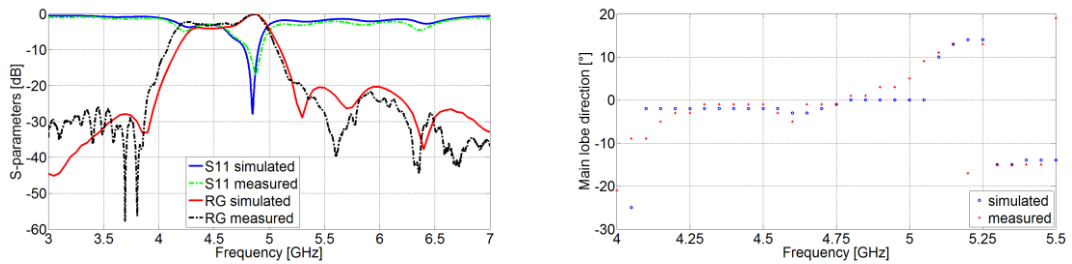 0
-10
-20
-30
-40
-50
-60
S-parameters [dB]
S11 simulated
S11 measured
RG simulated
RG measured
3
3.5
4
4.5
5
5.5
6
6.5
7
Frequency [GHz]
20
10
0
-10
-20
-30
Main lobe direction [°]
simulated
measured
4
4.25
4.5
4.75
5
5.25
5.5
Frequency [GHz]